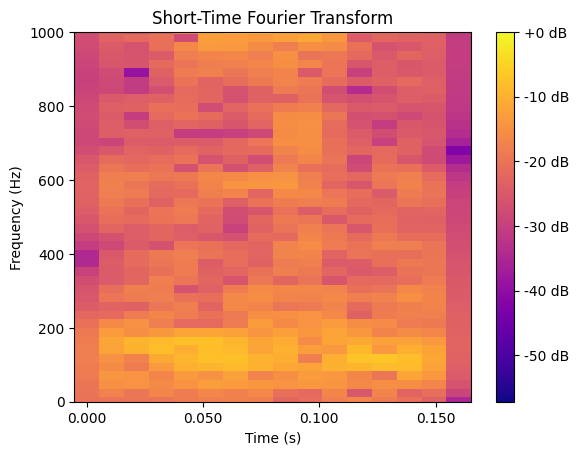 Short-Time Fourier Transform
1000
800
600
400
200
0
Frequency (Hz)
0.000
0.050
0.100
0.150
Time (s)
+0 dB
-10 dB
-20 dB
-30 dB
-40 dB
-50 dB